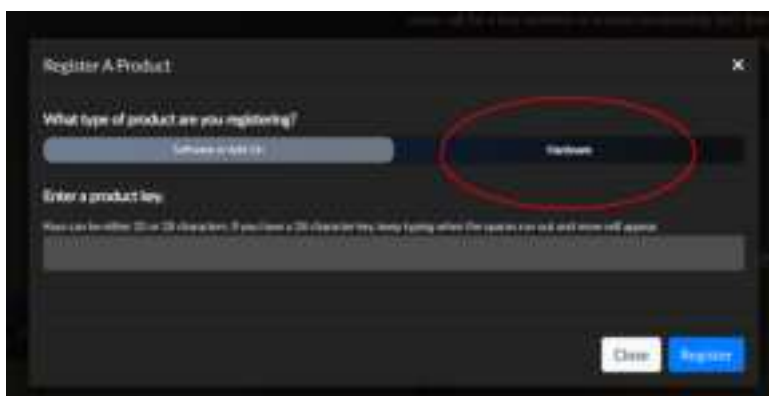 Register A Product ×
What type of product are you registering?
Software or Add On Hardware
Enter a product key
Keys can be either 20 or 28 characters. If you have a 28 character key, keep typing when the spaces run out and more will appear.
Close Register